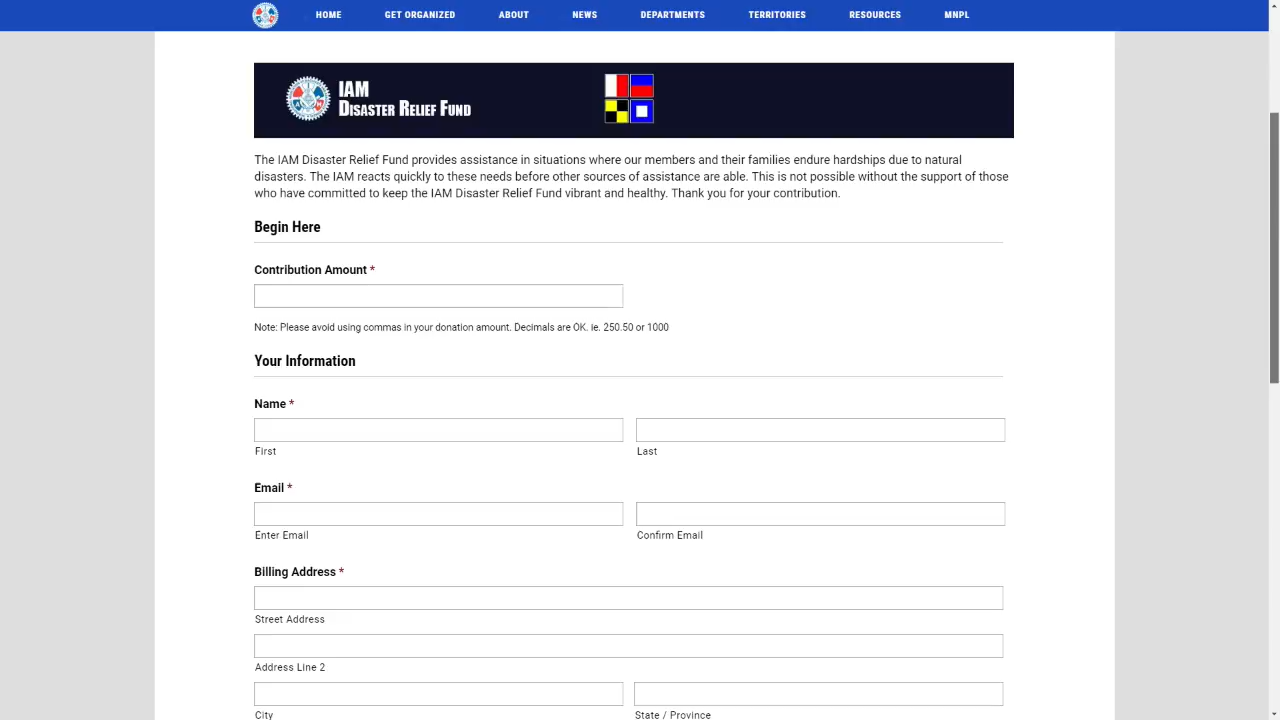 HOME GET ORGANIZED ABOUT NEWS DEPARTMENTS TERRITORIES RESOURCES MNPL
IAM
Disaster Relief Fund
The IAM Disaster Relief Fund provides assistance in situations where our members and their families endure hardships due to natural
disasters. The IAM reacts quickly to these needs before other sources of assistance are able. This is not possible without the support of those
who have committed to keep the IAM Disaster Relief Fund vibrant and healthy. Thank you for your contribution.
Begin Here
Contribution Amount *
Note: Please avoid using commas in your donation amount. Decimals are OK. ie. 250.50 or 1000
Your Information
Name *
First Last
Email *
Enter Email Confirm Email
Billing Address *
Street Address
Address Line 2
City State / Province